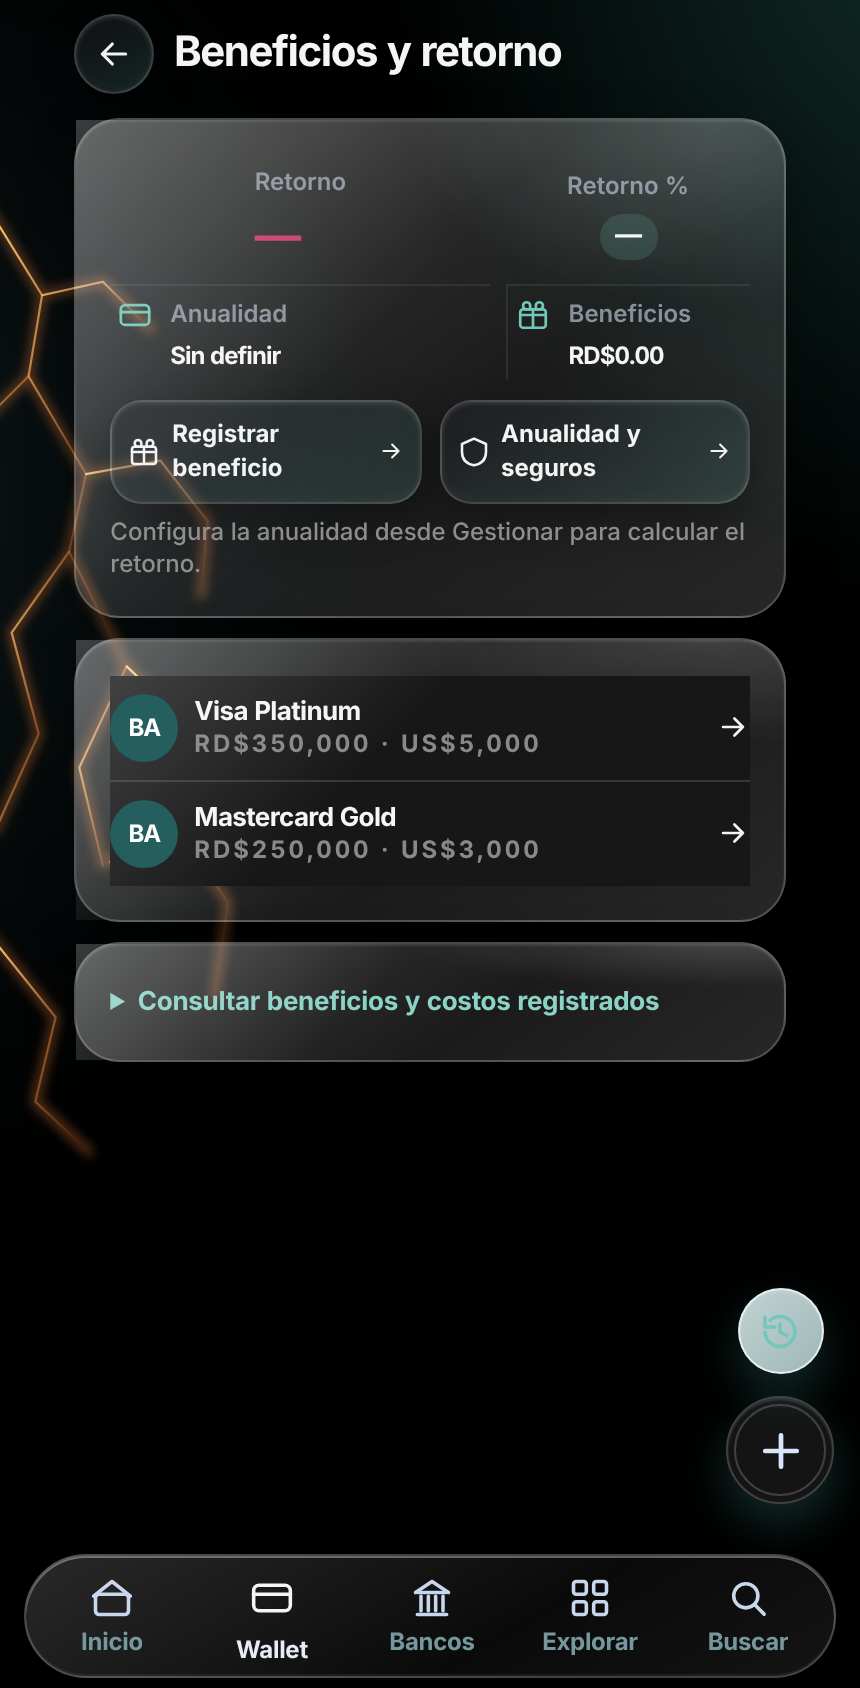 Beneficios y retorno
Retorno
Retorno %
—
—
Anualidad
Sin definir
Beneficios
RD$0.00
Registrar
beneficio
Anualidad y
seguros
Configura la anualidad desde Gestionar para calcular el
retorno.
BA
Visa Platinum
RD$350,000 · US$5,000
BA
Mastercard Gold
RD$250,000 · US$3,000
Consultar beneficios y costos registrados
Inicio
Wallet
Bancos
Explorar
Buscar